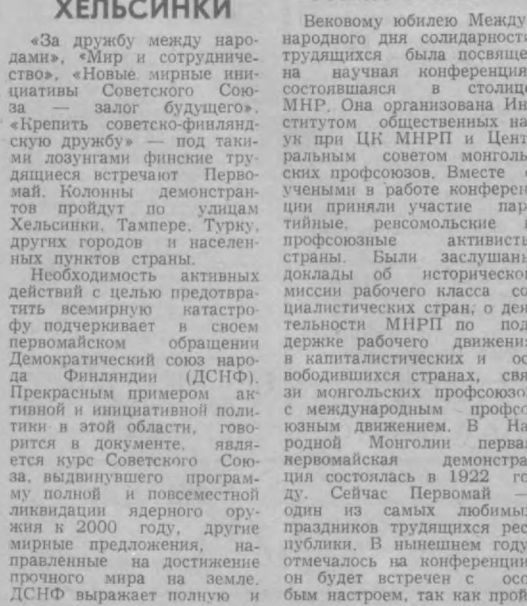 ХЕЛЬСИНКИ
«За дружбу между наро-
дами», «Мир и сотрудниче-
ство», «Новые мирные ини-
циативы Советского Сою-
за — залог будущего»,
«Крепить советско-финлянд-
скую дружбу» — под таки-
ми лозунгами финские тру-
дящиеся встречают Перво-
май. Колонны демонстран-
тов пройдут по улицам
Хельсинки, Тампере, Турку,
других городов и населен-
ных пунктов страны.
Необходимость активных
действий с целью предотвра-
тить всемирную катастро-
фу подчеркивает в своем
первомайском обращении
Демократический союз наро-
да Финляндии (ДСНФ).
Прекрасным примером ак-
тивной и инициативной поли-
тики в этой области, гово-
рится в документе, явля-
ется курс Советского Сою-
за, выдвинувшего програм-
му полной и повсеместной
ликвидации ядерного ору-
жия к 2000 году, другие
мирные предложения, на-
правленные на достижение
прочного мира на земле.
ДСНФ выражает полную и
Вековому юбилею Между
народного дня солидарност
трудящихся была посвяще
на научная конференция
состоявшаяся в столиц
МНР. Она организована Ин
ститутом общественных на
ук при ЦК МНРП и Цент
ральным советом монголь
ских профсоюзов. Вместе
учеными в работе конферен
ции приняли участие пар
тийные, ревсомольские
профсоюзные активист
страны. Были заслушан
доклады об историческо
миссии рабочего класса со
циалистических стран, о дея
тельности МНРП по под
держке рабочего движени
в капиталистических и ос
вободившихся странах, свя
зи монгольских профсоюзо
с международным профсо
юзным движением. В На
родной Монголии перва
первомайская демонстра
ция состоялась в 1922 го
ду. Сейчас Первомай —
один из самых любимы
праздников трудящихся рес
публики. В нынешнем году
отмечалось на конференции
он будет встречен с осо
бым настроем, так как прой